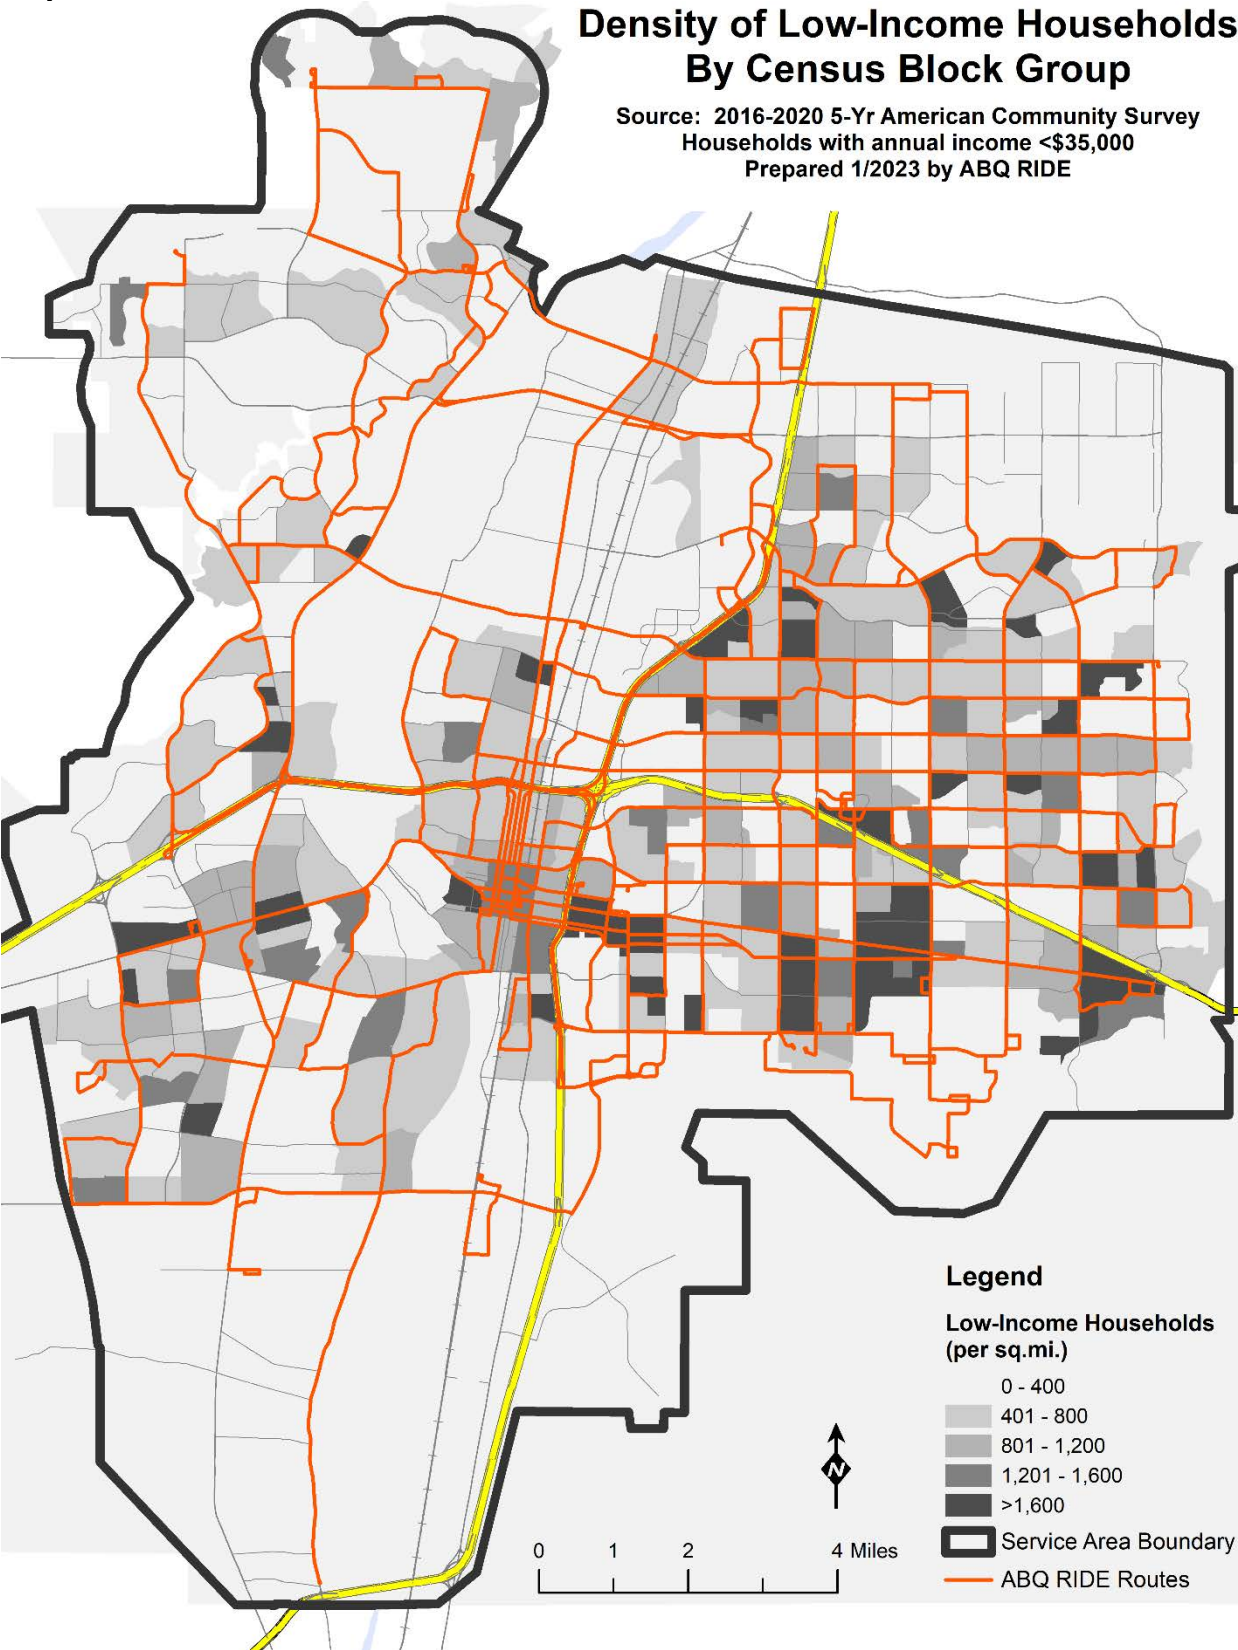 Density of Low-Income Households
By Census Block Group
Source: 2016-2020 5-Yr American Community Survey
Households with annual income <$35,000
Prepared 1/2023 by ABQ RIDE
Legend
Low-Income Households
(per sq.mi.)
0 - 400
401 - 800
801 - 1,200
1,201 - 1,600
>1,600
Service Area Boundary
ABQ RIDE Routes
N
0 1 2 4 Miles